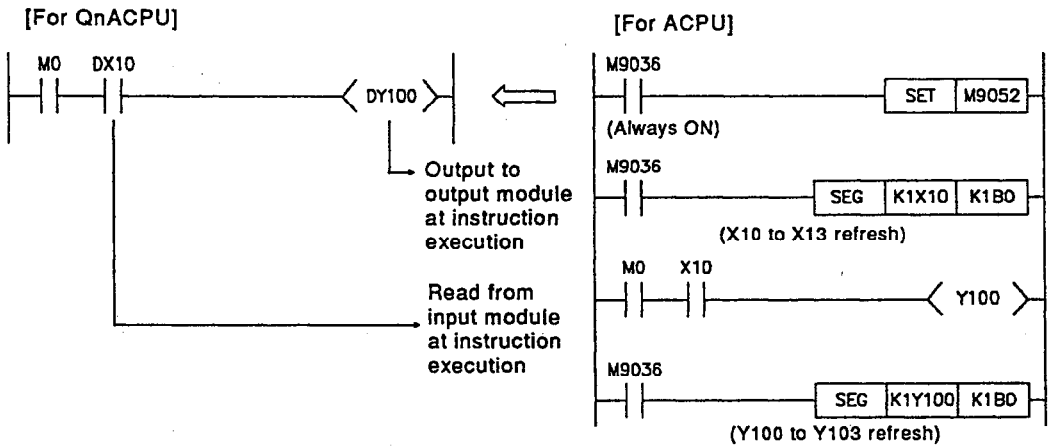 [For QnACPU]
M0 DX10
DY100
Output to
output module
at instruction
execution
Read from
input module
at instruction
execution
[For ACPU]
M9036
SET M9052
(Always ON)
M9036
SEG K1X10 K1B0
(X10 to X13 refresh)
M0 X10
Y100
M9036
SEG K1Y100 K1B0
(Y100 to Y103 refresh)